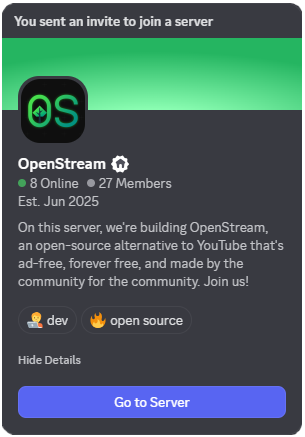 You sent an invite to join a server
OS
OpenStream
8 Online 27 Members
Est. Jun 2025
On this server, we're building OpenStream,
an open-source alternative to YouTube that's
ad-free, forever free, and made by the
community for the community. Join us!
dev open source
Hide Details
Go to Server